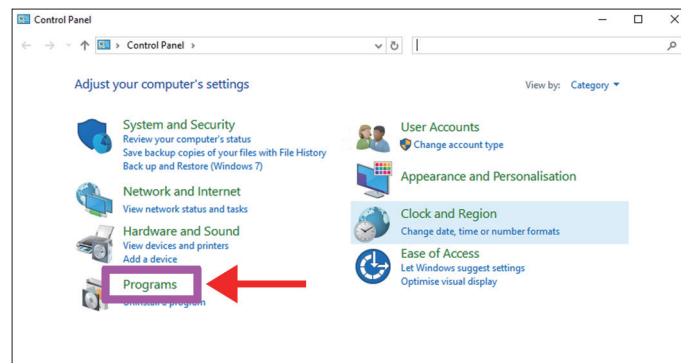 Control Panel
Control Panel
Adjust your computer's settings
View by: Category
System and Security
Review your computer's status
Save backup copies of your files with File History
Back up and Restore (Windows 7)
Network and Internet
View network status and tasks
Hardware and Sound
View devices and printers
Add a device
Programs
Uninstall a program
User Accounts
Change account type
Appearance and Personalisation
Clock and Region
Change date, time or number formats
Ease of Access
Let Windows suggest settings
Optimise visual display